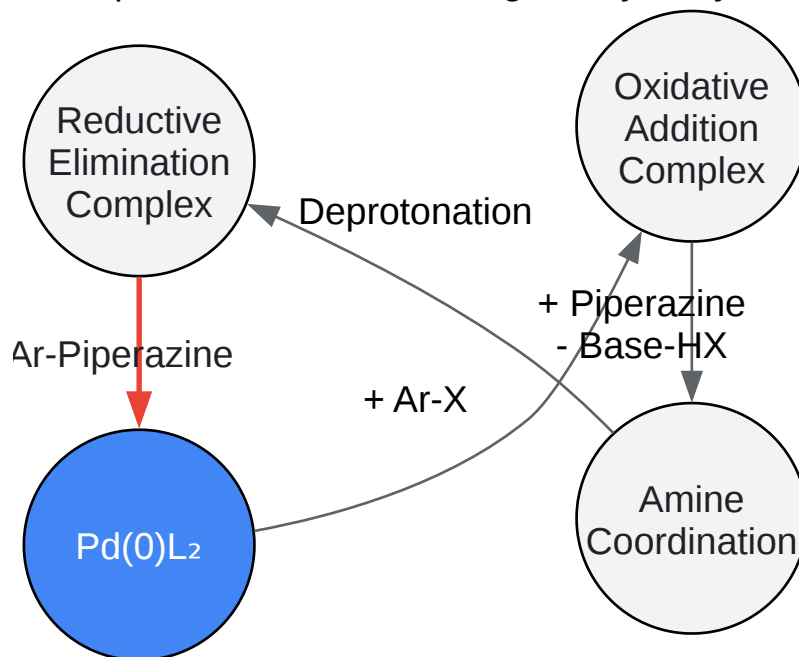 Reductive
Elimination
Complex
Oxidative
Addition
Complex
Deprotonation
+ Piperazine
- Base-HX
Ar-Piperazine
+ Ar-X
Pd(0)L₂
Amine
Coordination